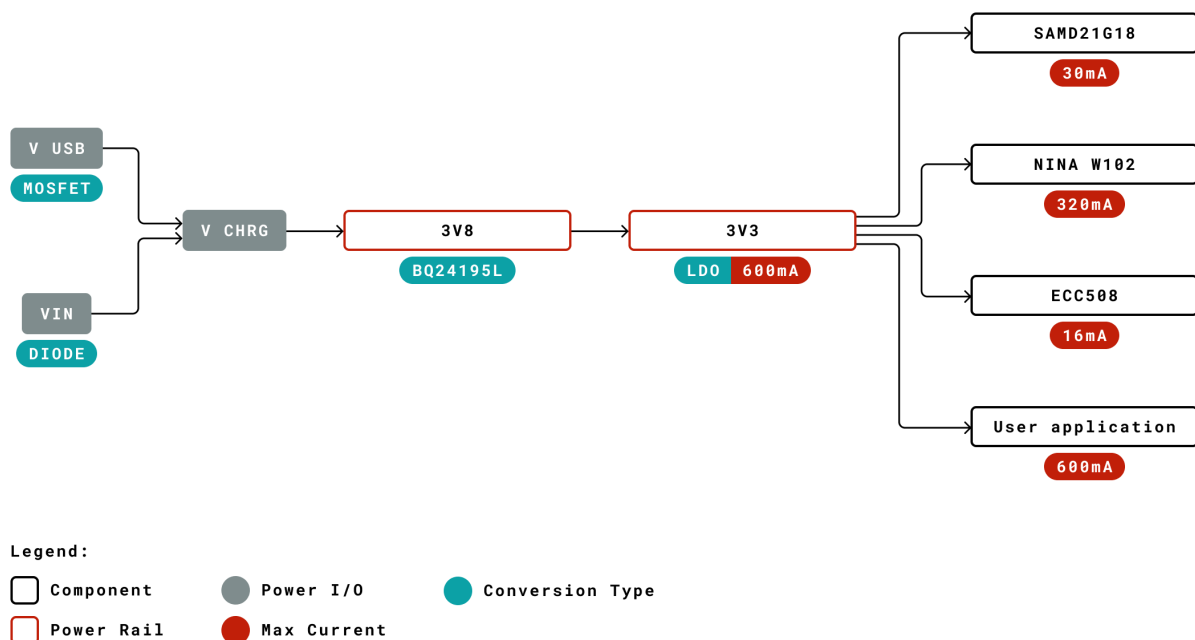 SAMD21G18
30mA
V USB
MOSFET
NINA W102
320mA
V CHRG
3V8
BQ24195L
3V3
LDO 600mA
VIN
DIODE
ECC508
16mA
User application
600mA
Legend:
Component
Power I/O
Conversion Type
Power Rail
Max Current